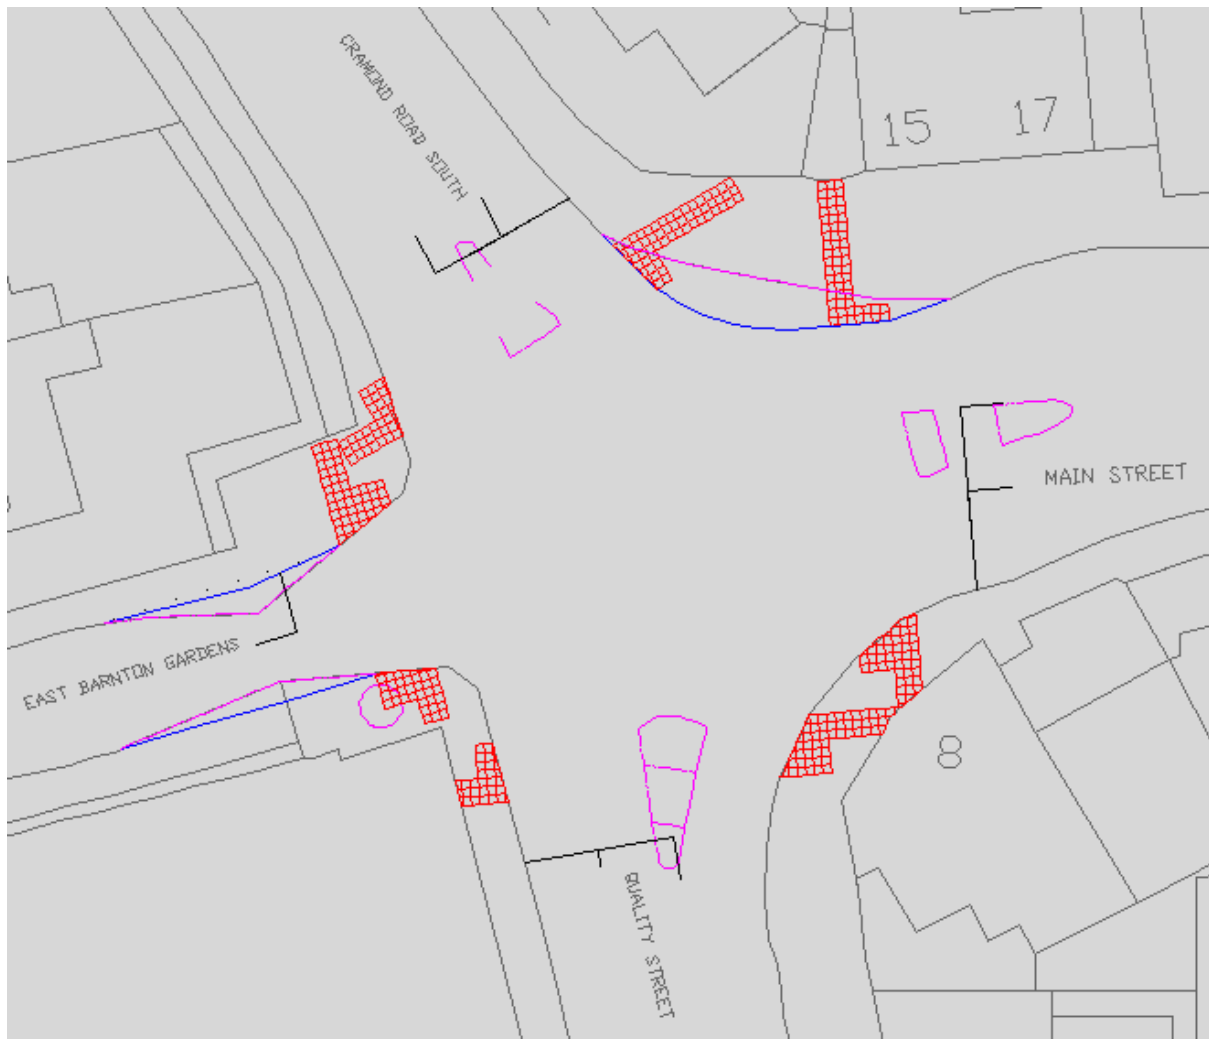 CRAMOND ROAD SOUTH
15
17
MAIN STREET
EAST BARNTON GARDENS
8
QUALITY STREET